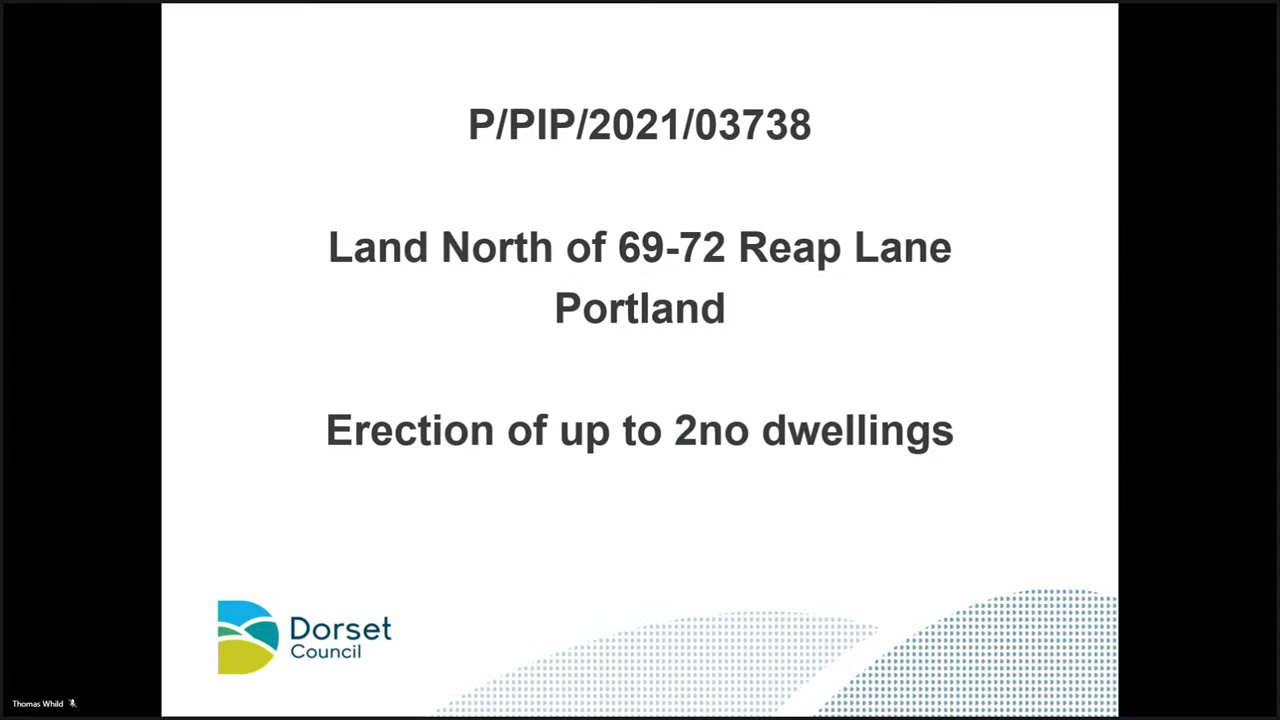 P/PIP/2021/03738
Land North of 69-72 Reap Lane
Portland
Erection of up to 2no dwellings
Dorset
Council
Thomas Whild